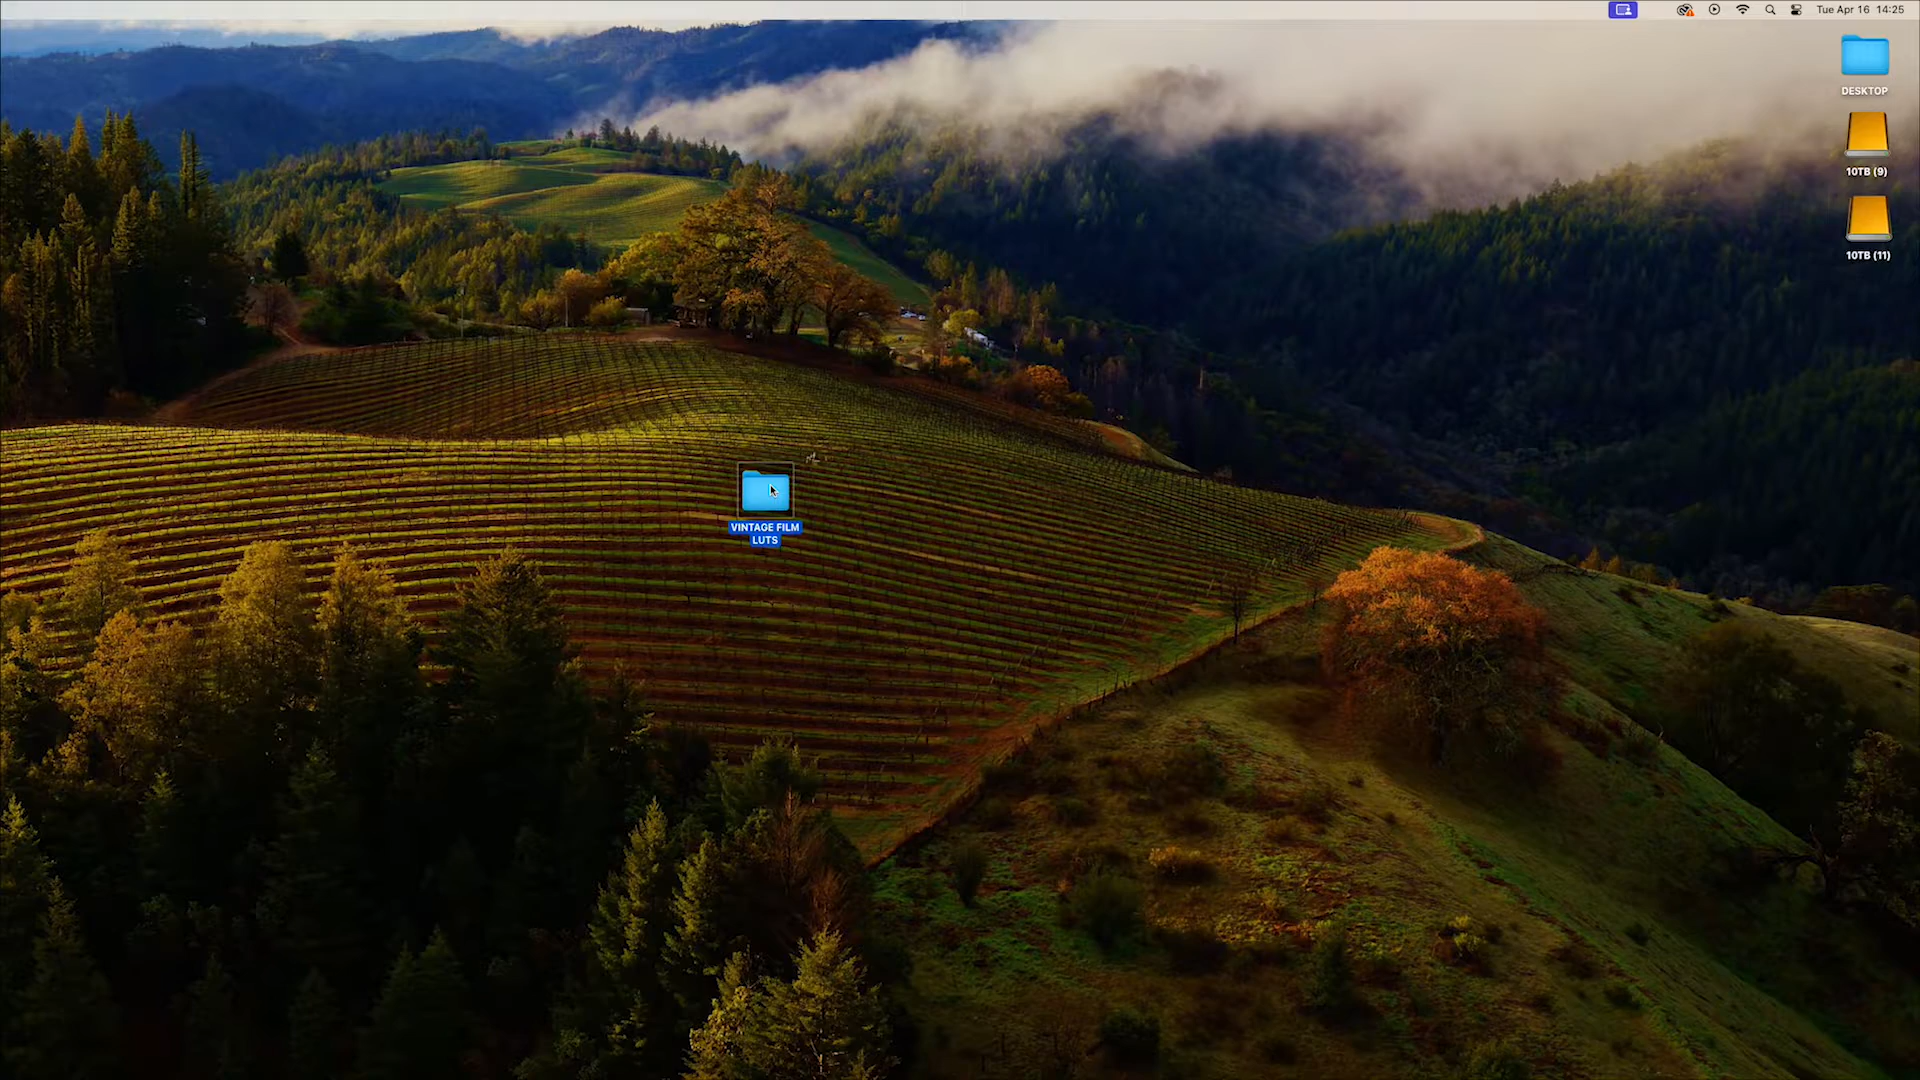 Tue Apr 16 14:25
DESKTOP
10TB (9)
10TB (11)
VINTAGE FILM
LUTS